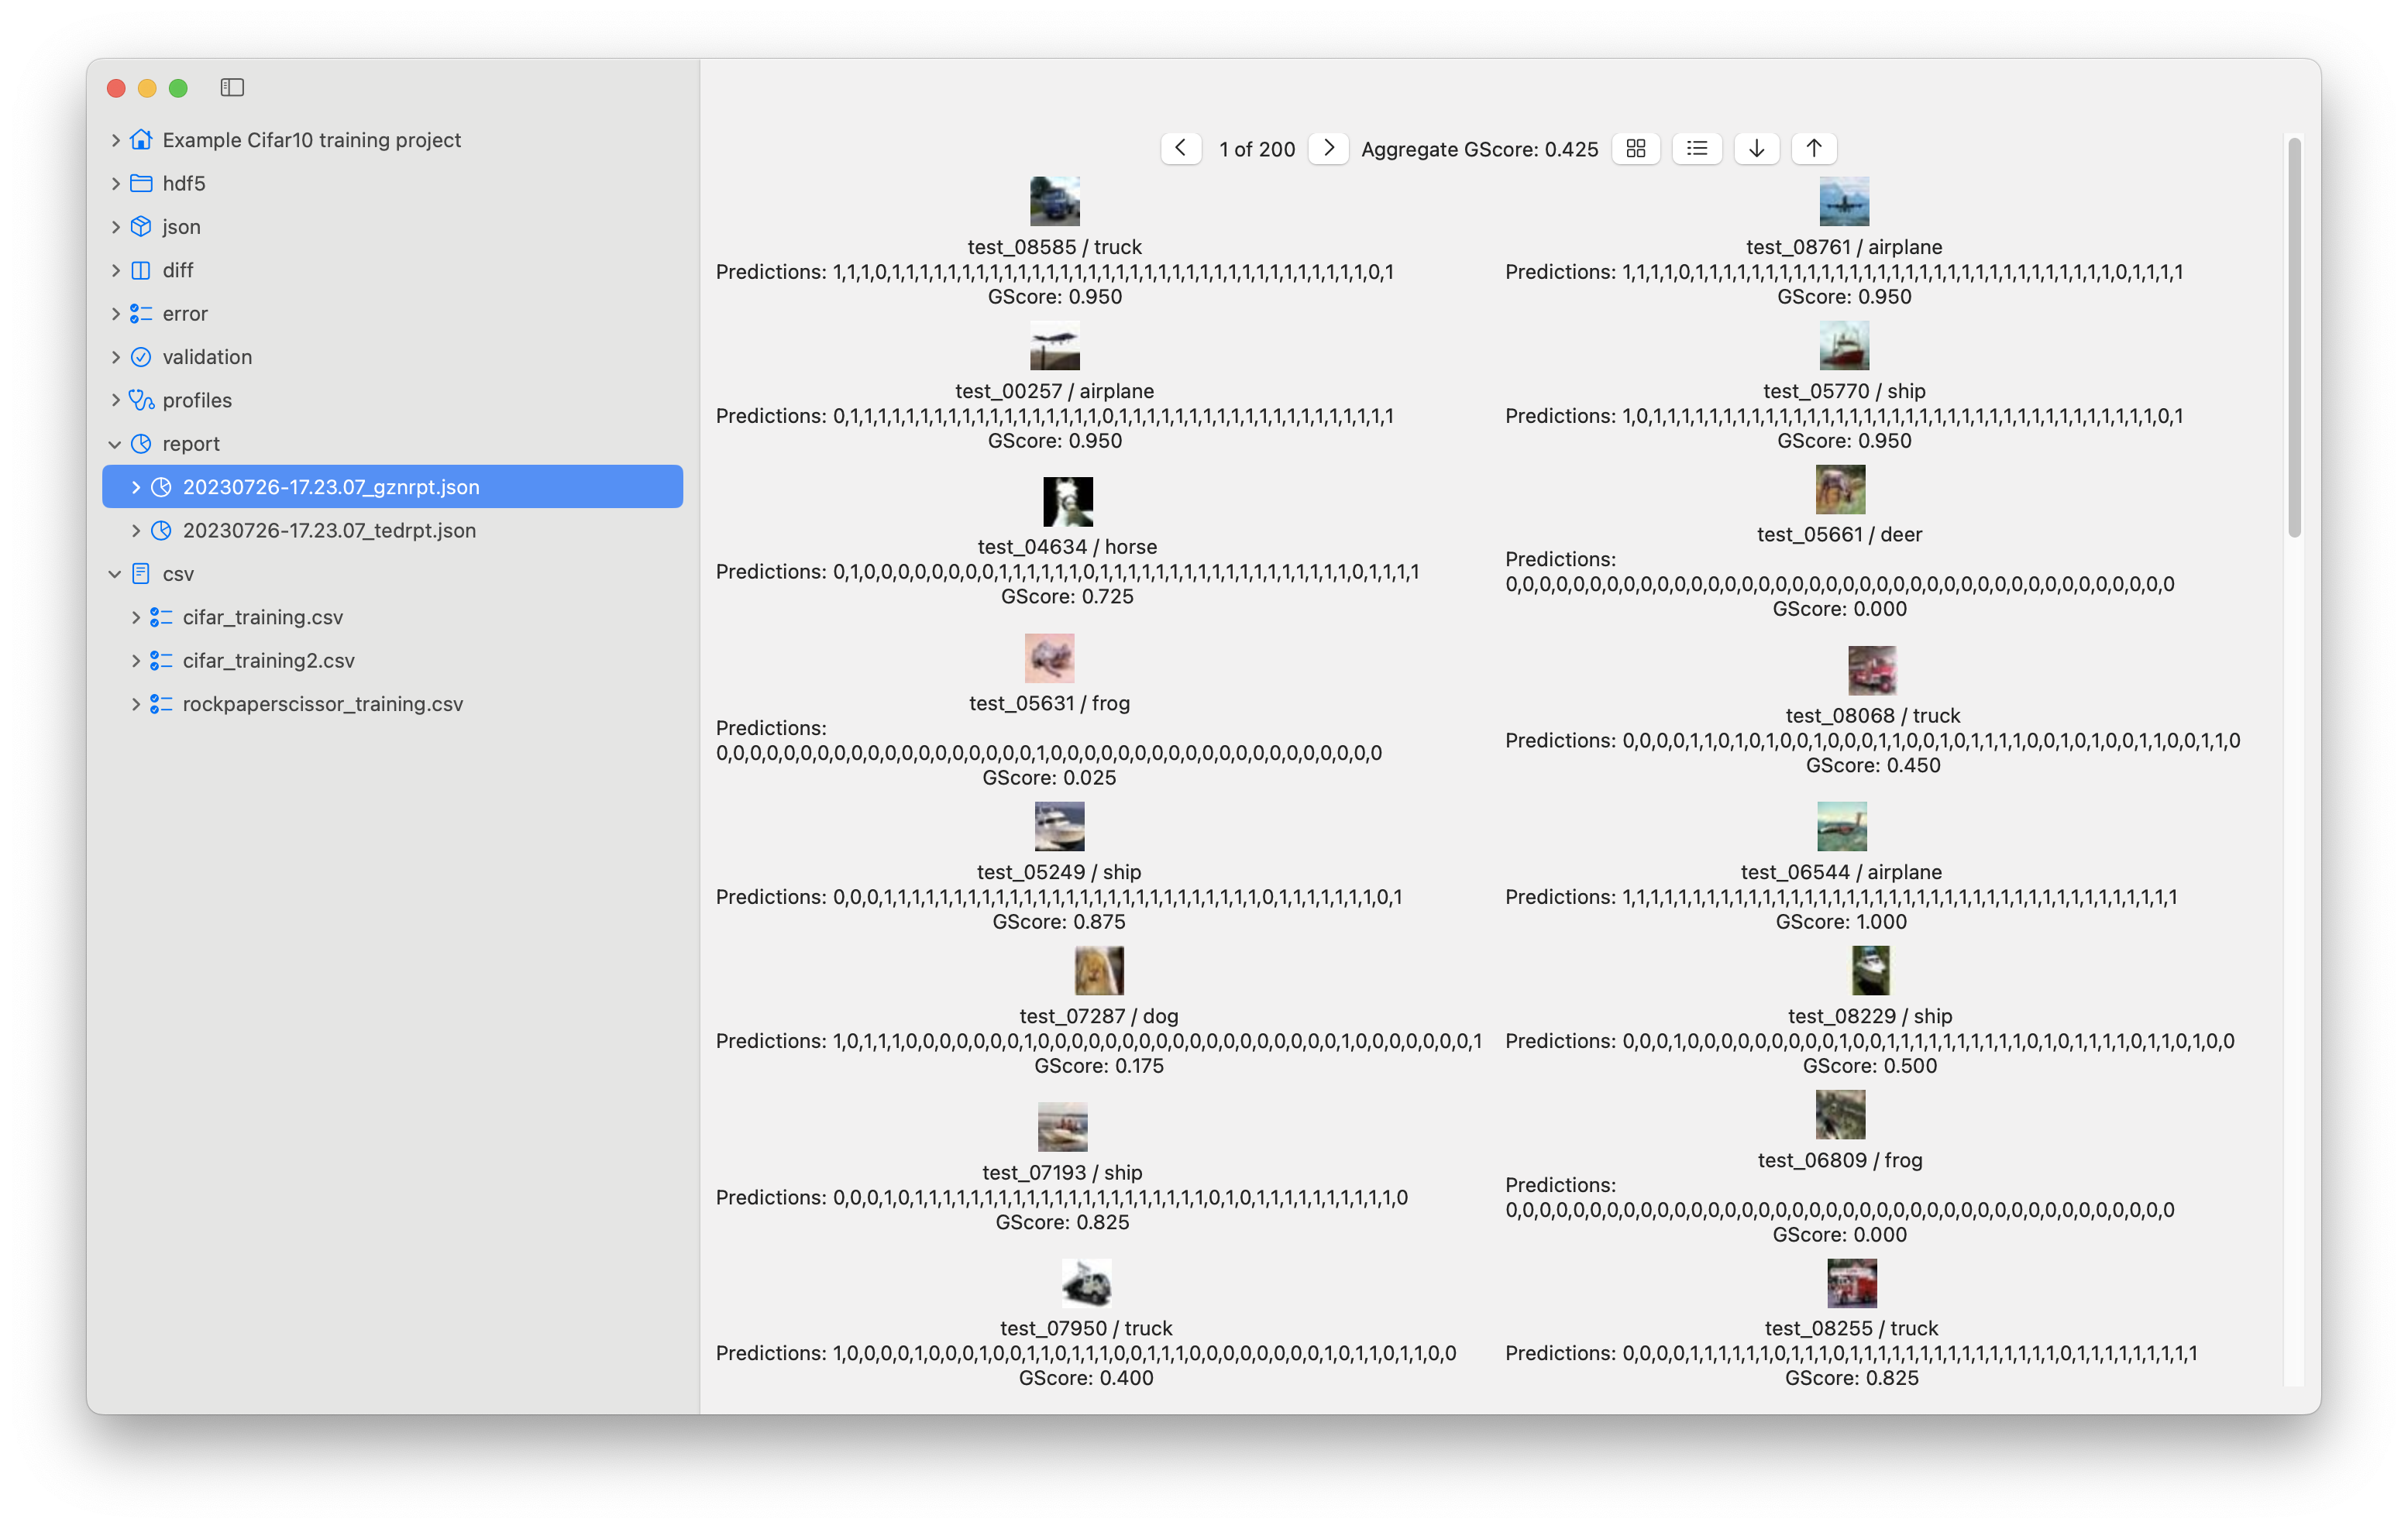 Example Cifar10 training project
hdf5
json
diff
error
validation
profiles
report
20230726-17.23.07_gznrpt.json
20230726-17.23.07_tedrpt.json
csv
cifar_training.csv
cifar_training2.csv
rockpaperscissor_training.csv
1 of 200 Aggregate GScore: 0.425
test_08585 / truck
Predictions: 1,1,1,0,1,1,1,1,1,1,1,1,1,1,1,1,1,1,1,1,1,1,1,1,1,1,1,1,1,1,1,1,1,1,1,1,1,1,0,1
GScore: 0.950
test_08761 / airplane
Predictions: 1,1,1,1,0,1,1,1,1,1,1,1,1,1,1,1,1,1,1,1,1,1,1,1,1,1,1,1,1,1,1,1,1,1,1,0,1,1,1,1
GScore: 0.950
test_00257 / airplane
Predictions: 0,1,1,1,1,1,1,1,1,1,1,1,1,1,1,1,1,1,1,0,1,1,1,1,1,1,1,1,1,1,1,1,1,1,1,1,1,1,1,1
GScore: 0.950
test_05770 / ship
Predictions: 1,0,1,1,1,1,1,1,1,1,1,1,1,1,1,1,1,1,1,1,1,1,1,1,1,1,1,1,1,1,1,1,1,1,1,1,1,1,0,1
GScore: 0.950
test_04634 / horse
Predictions: 0,1,0,0,0,0,0,0,0,0,1,1,1,1,1,1,0,1,1,1,1,1,1,1,1,1,1,1,1,1,1,1,1,1,1,0,1,1,1,1
GScore: 0.725
test_05661 / deer
Predictions:
0,0,0,0,0,0,0,0,0,0,0,0,0,0,0,0,0,0,0,0,0,0,0,0,0,0,0,0,0,0,0,0,0,0,0,0,0,0,0,0
GScore: 0.000
test_05631 / frog
Predictions:
0,0,0,0,0,0,0,0,0,0,0,0,0,0,0,0,0,0,0,1,0,0,0,0,0,0,0,0,0,0,0,0,0,0,0,0,0,0,0,0
GScore: 0.025
test_08068 / truck
Predictions: 0,0,0,0,1,1,0,1,0,1,0,0,1,0,0,0,1,1,0,0,1,0,1,1,1,1,0,0,1,0,1,0,0,1,1,0,0,1,1,0
GScore: 0.450
test_05249 / ship
Predictions: 0,0,0,1,1,1,1,1,1,1,1,1,1,1,1,1,1,1,1,1,1,1,1,1,1,1,1,1,1,1,0,1,1,1,1,1,1,1,0,1
GScore: 0.875
test_06544 / airplane
Predictions: 1,1,1,1,1,1,1,1,1,1,1,1,1,1,1,1,1,1,1,1,1,1,1,1,1,1,1,1,1,1,1,1,1,1,1,1,1,1,1,1
GScore: 1.000
test_07287 / dog
Predictions: 1,0,1,1,1,0,0,0,0,0,0,0,1,0,0,0,0,0,0,0,0,0,0,0,0,0,0,0,0,0,0,1,0,0,0,0,0,0,0,1
GScore: 0.175
test_08229 / ship
Predictions: 0,0,0,1,0,0,0,0,0,0,0,0,0,1,0,0,1,1,1,1,1,1,1,1,1,1,0,1,0,1,1,1,1,0,1,1,0,1,0,0
GScore: 0.500
test_07193 / ship
Predictions: 0,0,0,1,0,1,1,1,1,1,1,1,1,1,1,1,1,1,1,1,1,1,1,1,1,1,0,1,0,1,1,1,1,1,1,1,1,1,1,0
GScore: 0.825
test_06809 / frog
Predictions:
0,0,0,0,0,0,0,0,0,0,0,0,0,0,0,0,0,0,0,0,0,0,0,0,0,0,0,0,0,0,0,0,0,0,0,0,0,0,0,0
GScore: 0.000
test_07950 / truck
Predictions: 1,0,0,0,0,1,0,0,0,1,0,0,1,1,0,1,1,1,0,0,1,1,1,0,0,0,0,0,0,0,0,1,0,1,1,0,1,1,0,0
GScore: 0.400
test_08255 / truck
Predictions: 0,0,0,0,1,1,1,1,1,1,0,1,1,1,0,1,1,1,1,1,1,1,1,1,1,1,1,1,1,1,0,1,1,1,1,1,1,1,1,1
GScore: 0.825